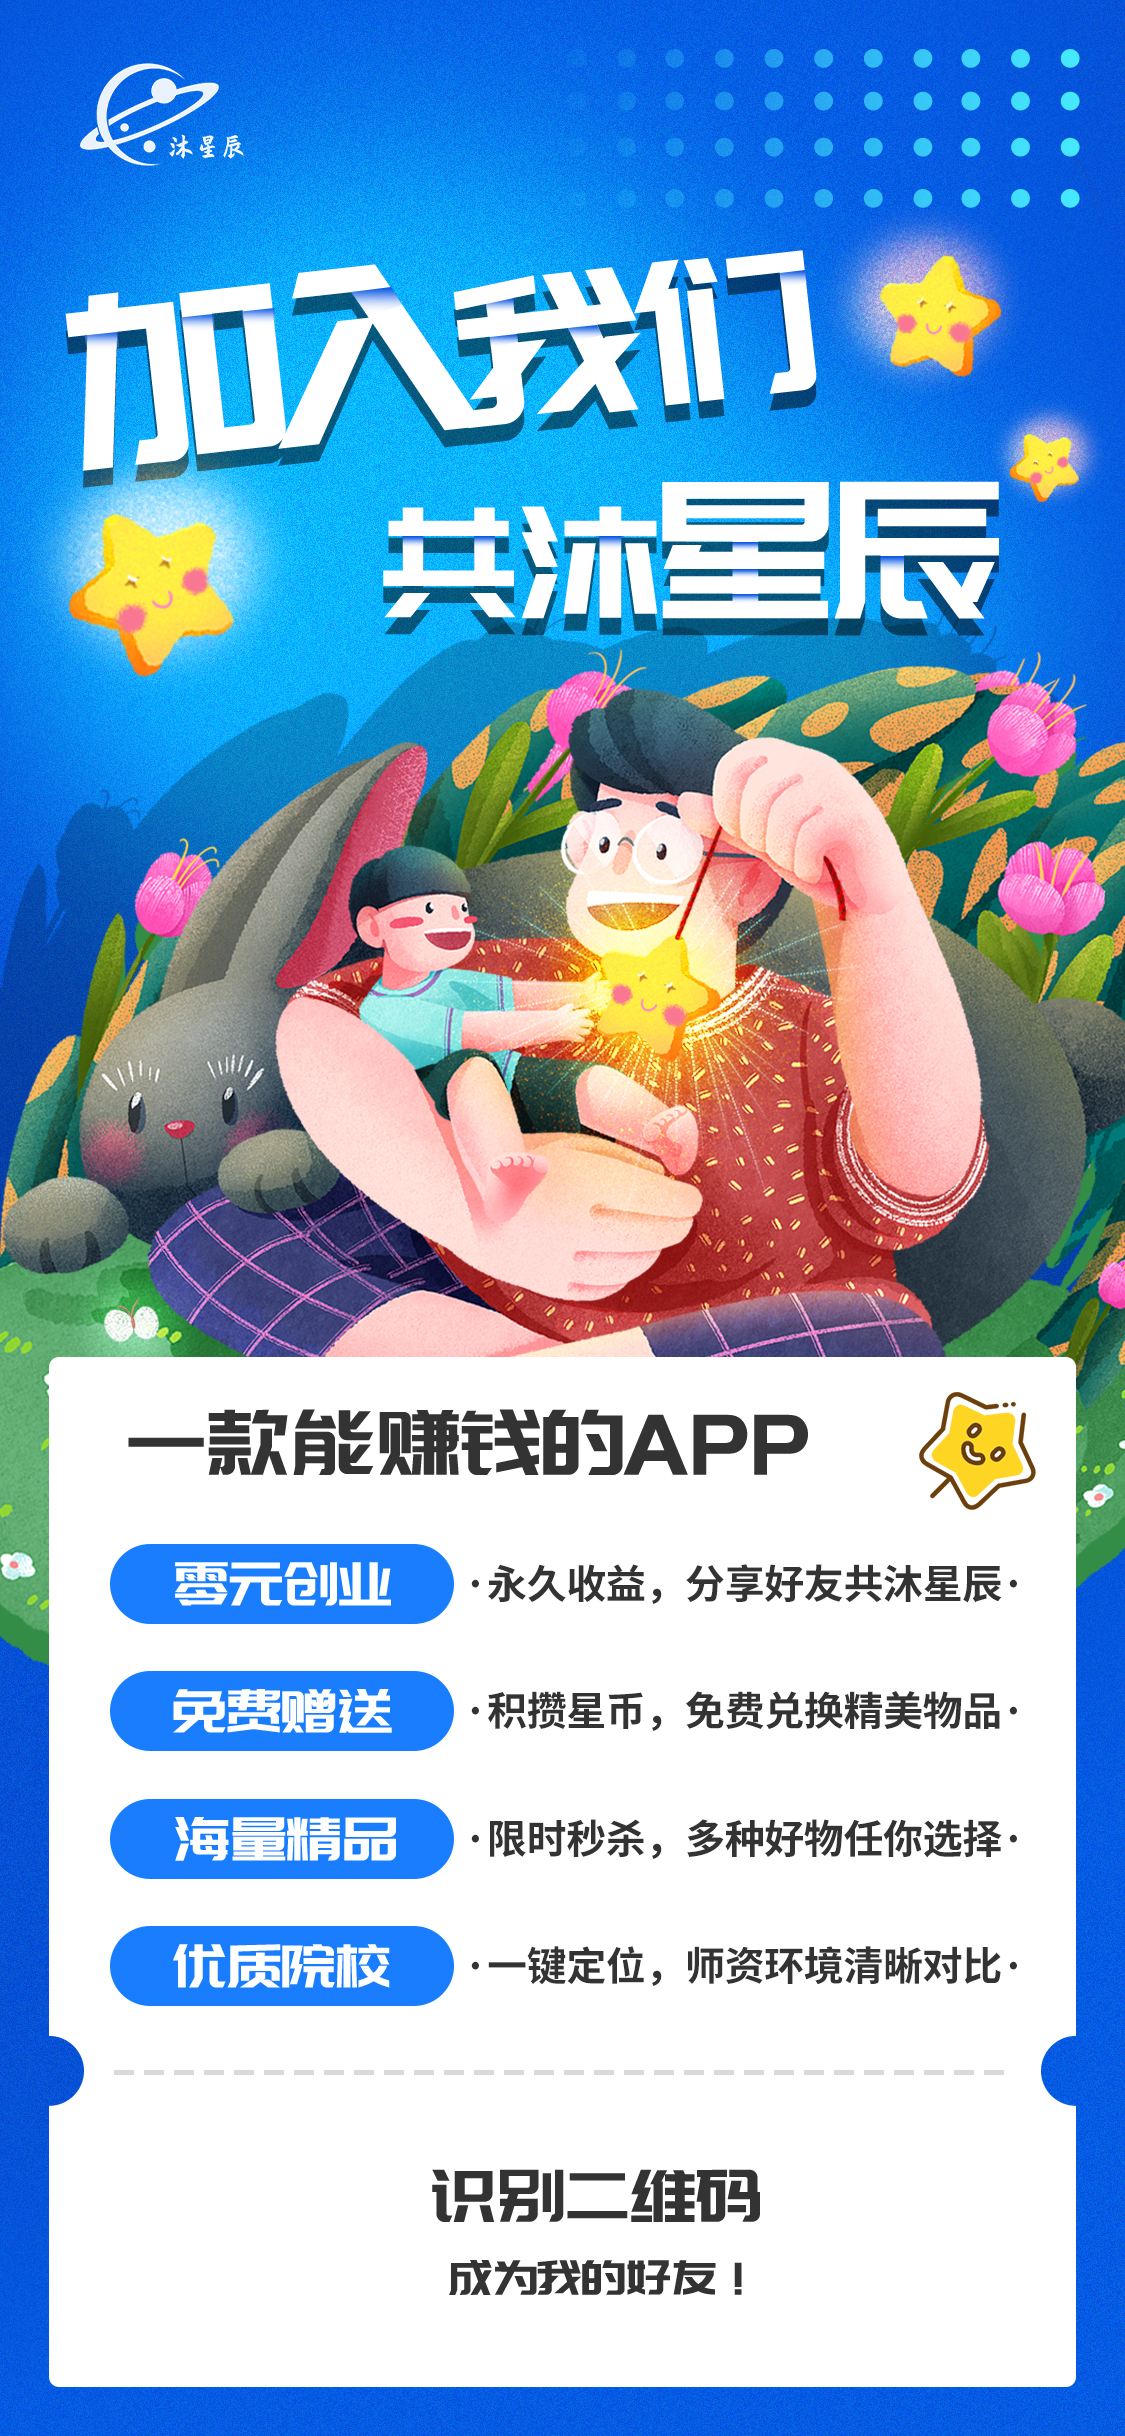 沐星辰
加入我们
共沐星辰
一款能赚钱的APP
零元创业 ·永久收益，分享好友共沐星辰·
免费赠送 ·积攒星币，免费兑换精美物品·
海量精品 ·限时秒杀，多种好物任你选择·
优质院校 ·一键定位，师资环境清晰对比·
识别二维码
成为我的好友！